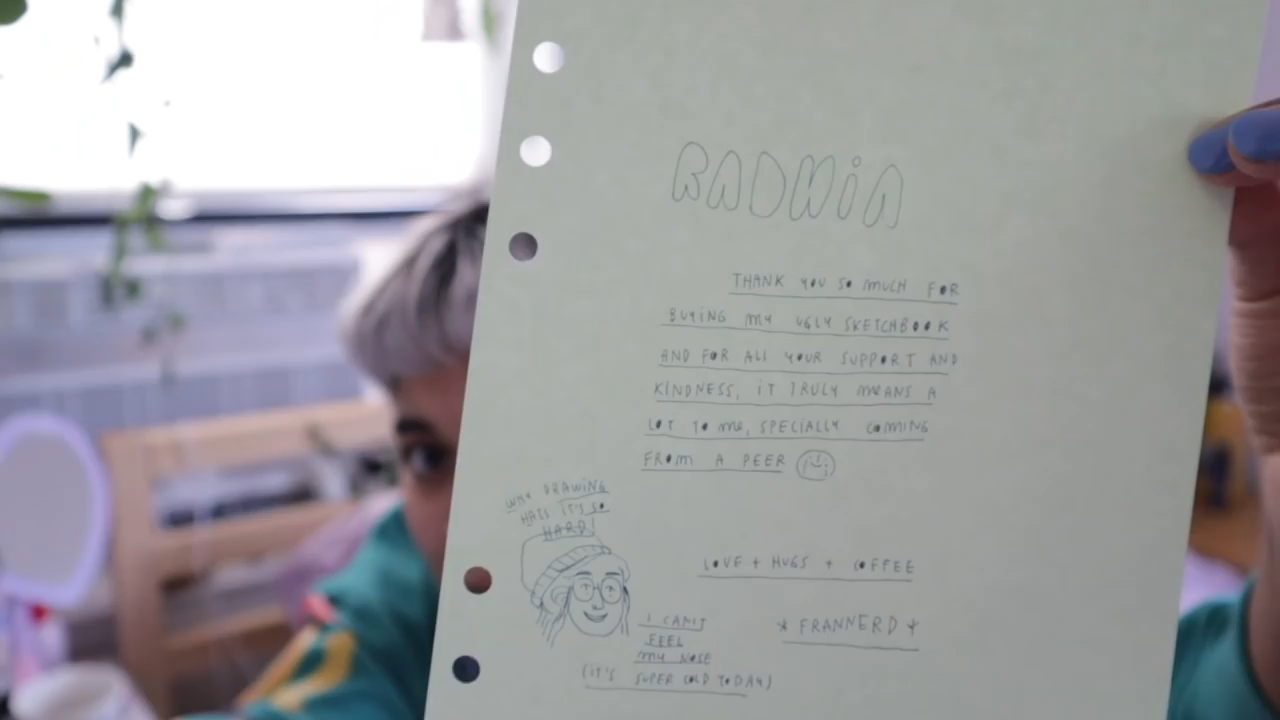 RADHIA
THANK YOU SO MUCH FOR
BUYING MY UGLY SKETCHBOOK
AND FOR ALL YOUR SUPPORT AND
KINDNESS, IT TRULY MEANS A
LOT TO ME, SPECIALLY COMING
FROM A PEER
WHY DRAWING
HATS IT'S SO
HARD!
LOVE + HUGS + COFFEE
I CAN'T
FEEL
MY NOSE
(IT'S SUPER COLD TODAY)
* FRANNERD *